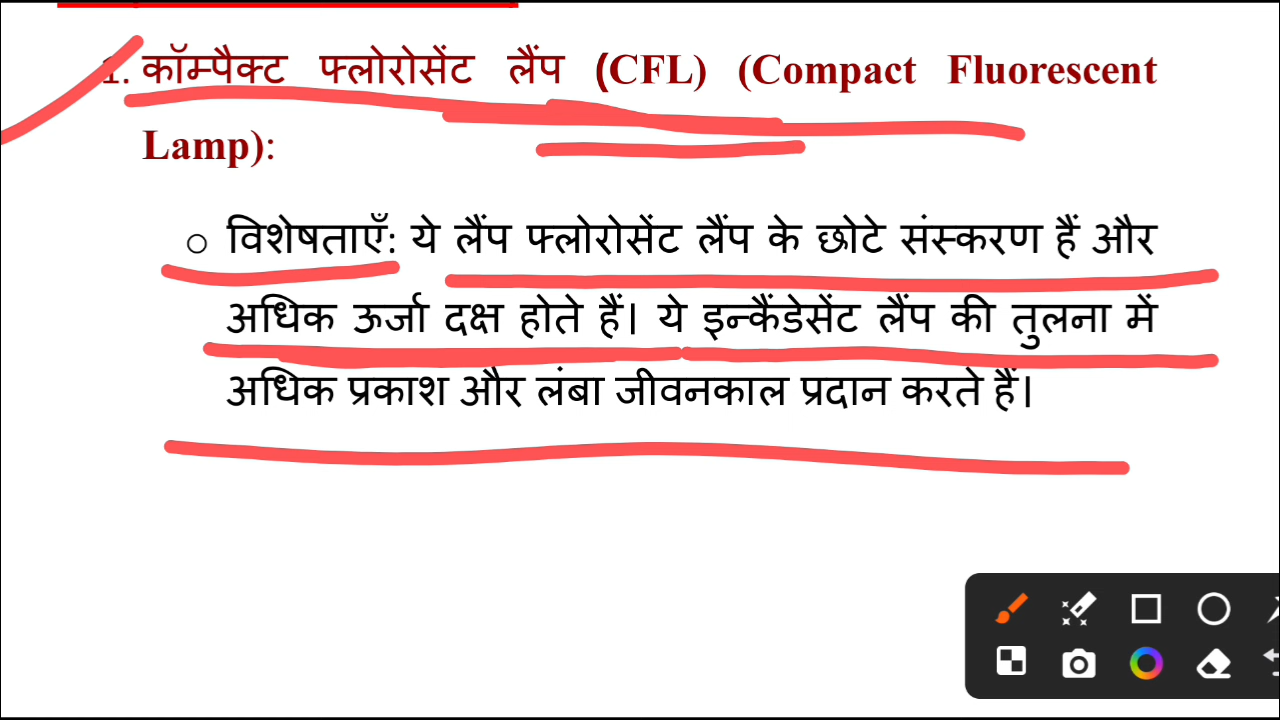 1. कॉम्पैक्ट फ्लोरोसेंट लैंप (CFL) (Compact Fluorescent
Lamp):
○ विशेषताएँ: ये लैंप फ्लोरोसेंट लैंप के छोटे संस्करण हैं और
अधिक ऊर्जा दक्ष होते हैं। ये इन्कैंडेसेंट लैंप की तुलना में
अधिक प्रकाश और लंबा जीवनकाल प्रदान करते हैं।